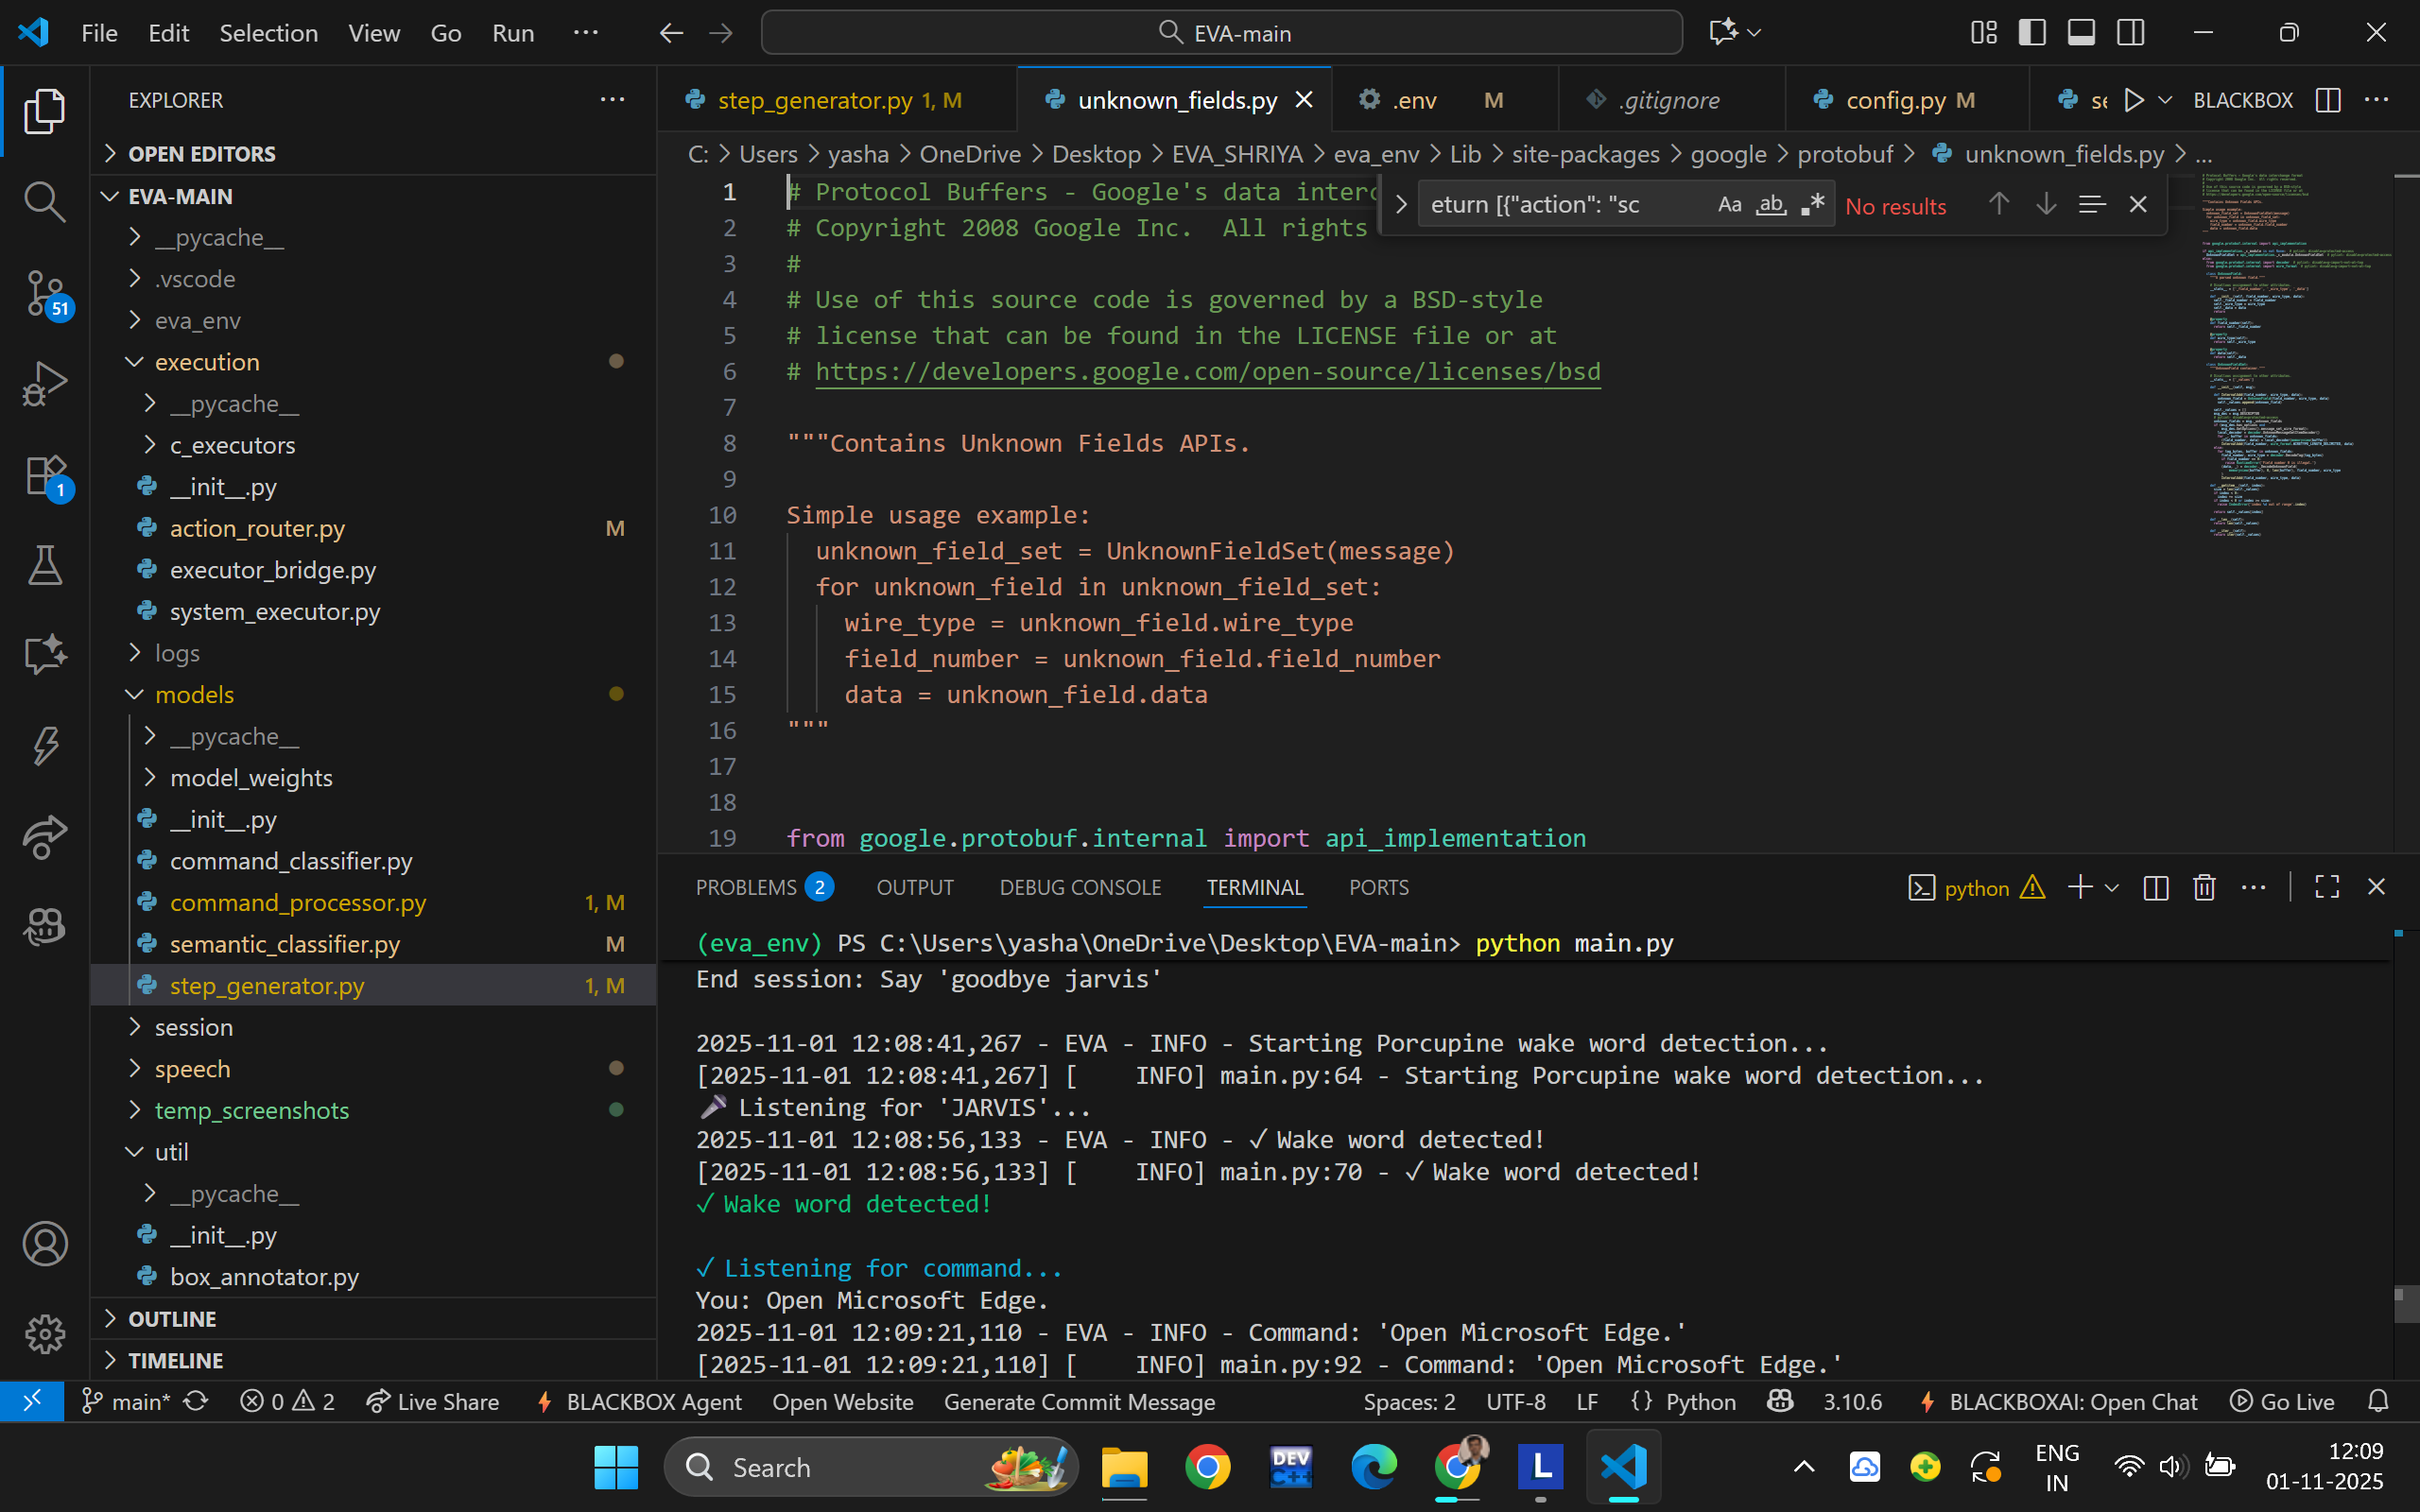 File Edit Selection View Go Run ···
EVA-main
EXPLORER
OPEN EDITORS
EVA-MAIN
__pycache__
.vscode
eva_env
execution
__pycache__
c_executors
__init__.py
action_router.py M
executor_bridge.py
system_executor.py
logs
models
__pycache__
model_weights
__init__.py
command_classifier.py
command_processor.py 1, M
semantic_classifier.py M
step_generator.py 1, M
session
speech
temp_screenshots
util
__pycache__
__init__.py
box_annotator.py
OUTLINE
TIMELINE
51
1
step_generator.py 1, M
unknown_fields.py
.env M
.gitignore
config.py M
BLACKBOX
C: > Users > yasha > OneDrive > Desktop > EVA_SHRIYA > eva_env > Lib > site-packages > google > protobuf > unknown_fields.py > ...
eturn [{"action": "sc Aa ab .* No results
1 # Protocol Buffers - Google's data interc
2 # Copyright 2008 Google Inc.  All rights
3 #
4 # Use of this source code is governed by a BSD-style
5 # license that can be found in the LICENSE file or at
6 # https://developers.google.com/open-source/licenses/bsd
7
8 """Contains Unknown Fields APIs.
9
10 Simple usage example:
11   unknown_field_set = UnknownFieldSet(message)
12   for unknown_field in unknown_field_set:
13     wire_type = unknown_field.wire_type
14     field_number = unknown_field.field_number
15     data = unknown_field.data
16 """
17
18
19 from google.protobuf.internal import api_implementation
PROBLEMS 2 OUTPUT DEBUG CONSOLE TERMINAL PORTS
python
(eva_env) PS C:\Users\yasha\OneDrive\Desktop\EVA-main> python main.py
End session: Say 'goodbye jarvis'
2025-11-01 12:08:41,267 - EVA - INFO - Starting Porcupine wake word detection...
[2025-11-01 12:08:41,267] [    INFO] main.py:64 - Starting Porcupine wake word detection...
🎤 Listening for 'JARVIS'...
2025-11-01 12:08:56,133 - EVA - INFO - ✓ Wake word detected!
[2025-11-01 12:08:56,133] [    INFO] main.py:70 - ✓ Wake word detected!
✓ Wake word detected!
✓ Listening for command...
You: Open Microsoft Edge.
2025-11-01 12:09:21,110 - EVA - INFO - Command: 'Open Microsoft Edge.'
[2025-11-01 12:09:21,110] [    INFO] main.py:92 - Command: 'Open Microsoft Edge.'
main* 0 2 Live Share BLACKBOX Agent Open Website Generate Commit Message Spaces: 2 UTF-8 LF {} Python 3.10.6 BLACKBOXAI: Open Chat Go Live
Search
DEV C++
L
ENG
IN
12:09
01-11-2025